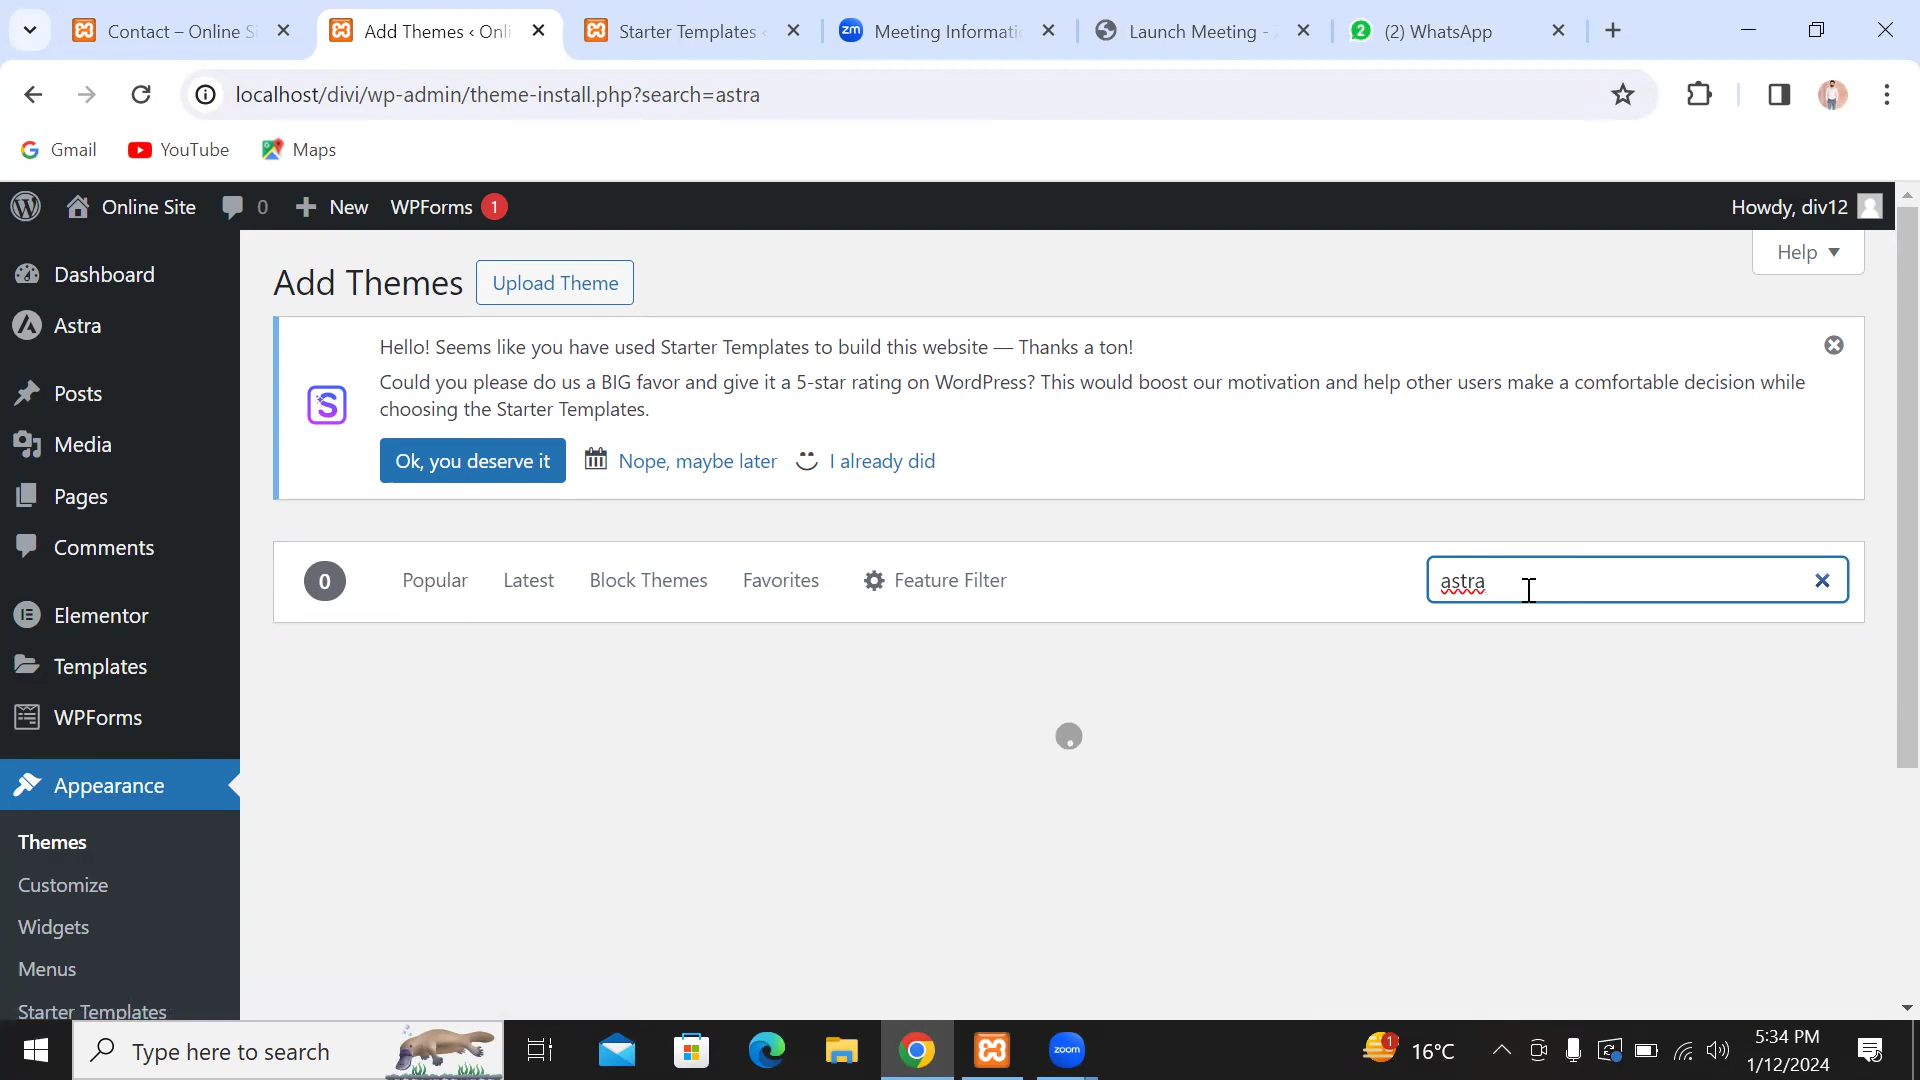 Contact – Online Si
Add Themes ‹ Onli
Starter Templates ‹
zm
Meeting Informati
Launch Meeting -
2
(2) WhatsApp
localhost/divi/wp-admin/theme-install.php?search=astra
Gmail
YouTube
Maps
Online Site
0
New
WPForms
1
Howdy, div12
Help
Dashboard
Astra
Posts
Media
Pages
Comments
Elementor
Templates
WPForms
Appearance
Themes
Customize
Widgets
Menus
Starter Templates
Add Themes
Upload Theme
Hello! Seems like you have used Starter Templates to build this website — Thanks a ton!
Could you please do us a BIG favor and give it a 5-star rating on WordPress? This would boost our motivation and help other users make a comfortable decision while
choosing the Starter Templates.
Ok, you deserve it
Nope, maybe later
I already did
0
Popular
Latest
Block Themes
Favorites
Feature Filter
astra
Type here to search
zoom
1
16°C
5:34 PM
1/12/2024